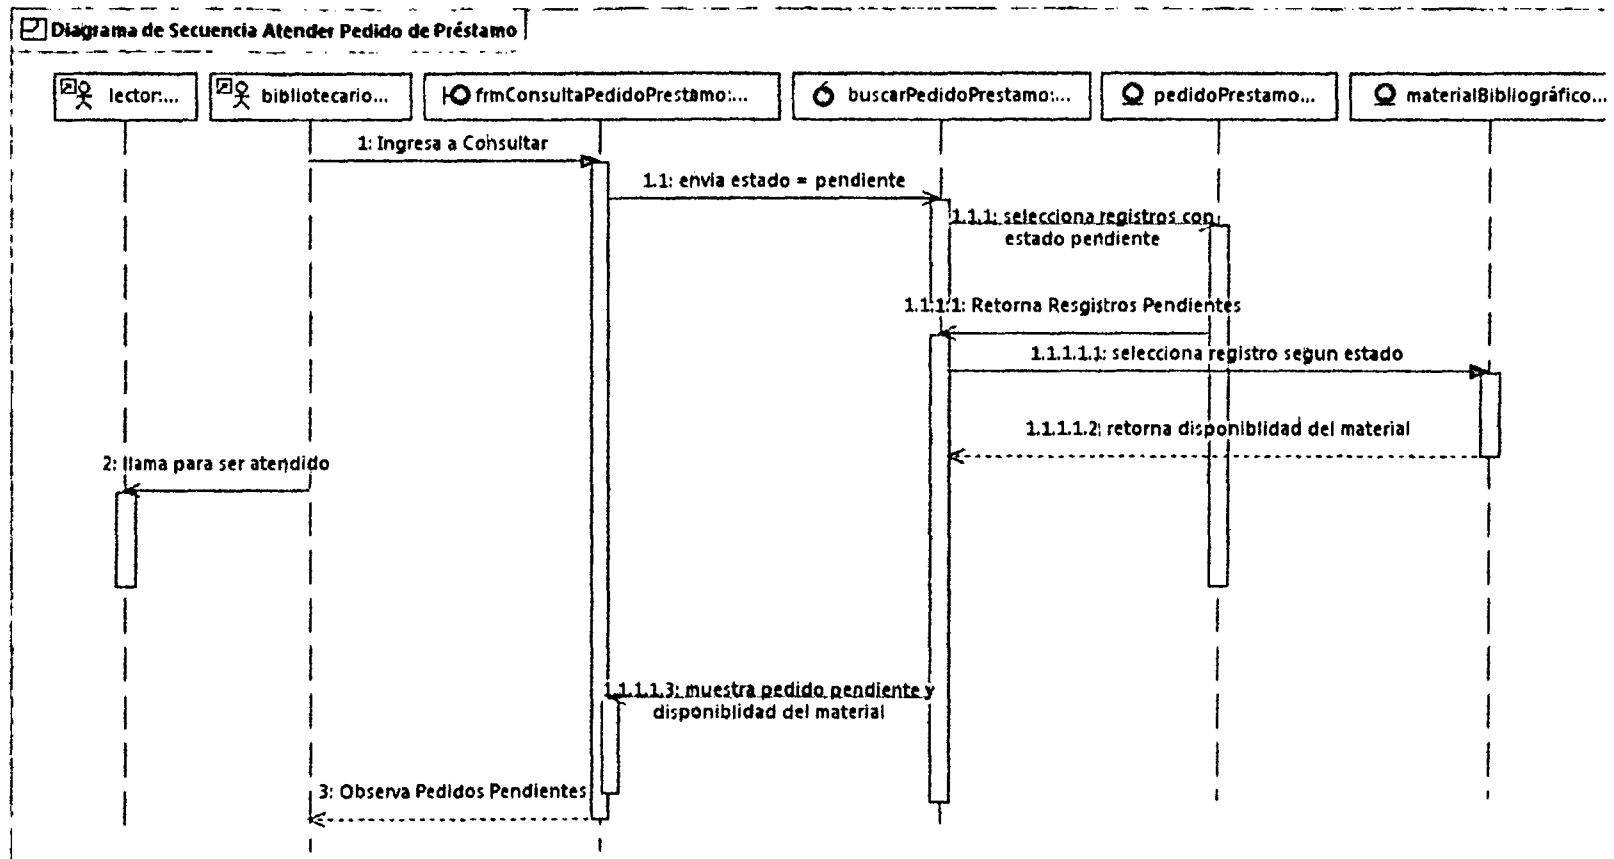 Diagrama de Secuencia Atender Pedido de Préstamo
lector:...
bibliotecario...
frmConsultaPedidoPrestamo:...
buscarPedidoPrestamo:...
pedidoPrestamo...
materialBibliográfico...
1: Ingresa a Consultar
1.1: envia estado = pendiente
1.1.1: selecciona registros con
estado pendiente
1.1.1.1: Retorna Resgistros Pendientes
1.1.1.1.1: selecciona registro segun estado
1.1.1.1.2: retorna disponiblidad del material
2: llama para ser atendido
1.1.1.1.3: muestra pedido pendiente y
disponiblidad del material
3: Observa Pedidos Pendientes